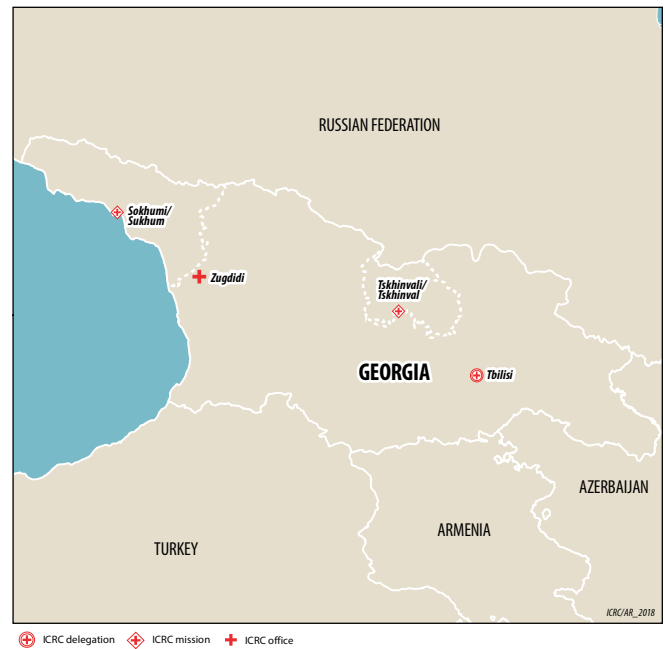 RUSSIAN FEDERATION
Sokhumi/
Sukhum
Zugdidi
Tskhinvali/
Tskhinval
GEORGIA
Tbilisi
AZERBAIJAN
ARMENIA
TURKEY
ICRC/AR_2018
ICRC delegation ICRC mission ICRC office